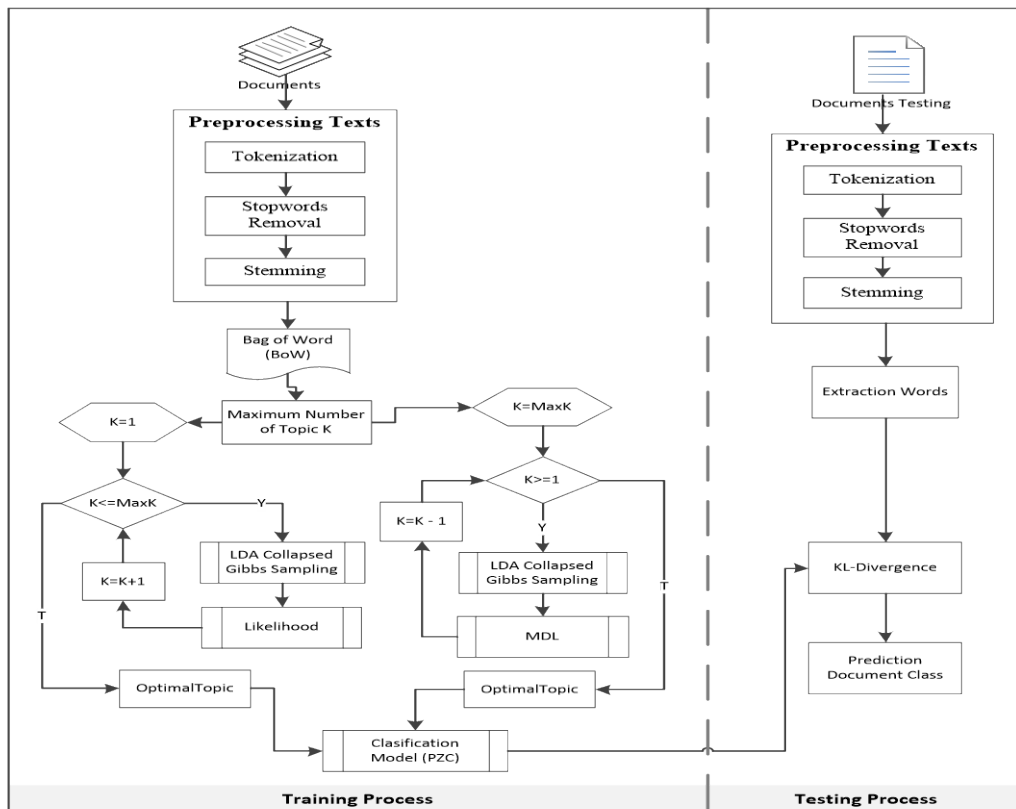 Documents
Preprocessing Texts
Tokenization
Stopwords
Removal
Stemming
Bag of Word
(BoW)
Maximum Number
of Topic K
K=1
K<=MaxK
Y
LDA Collapsed
Gibbs Sampling
Likelihood
K=K+1
T
OptimalTopic
K=MaxK
K>=1
Y
LDA Collapsed
Gibbs Sampling
MDL
K=K - 1
T
OptimalTopic
Clasification
Model (PZC)
Training Process
Documents Testing
Preprocessing Texts
Tokenization
Stopwords
Removal
Stemming
Extraction Words
KL-Divergence
Prediction
Document Class
Testing Process